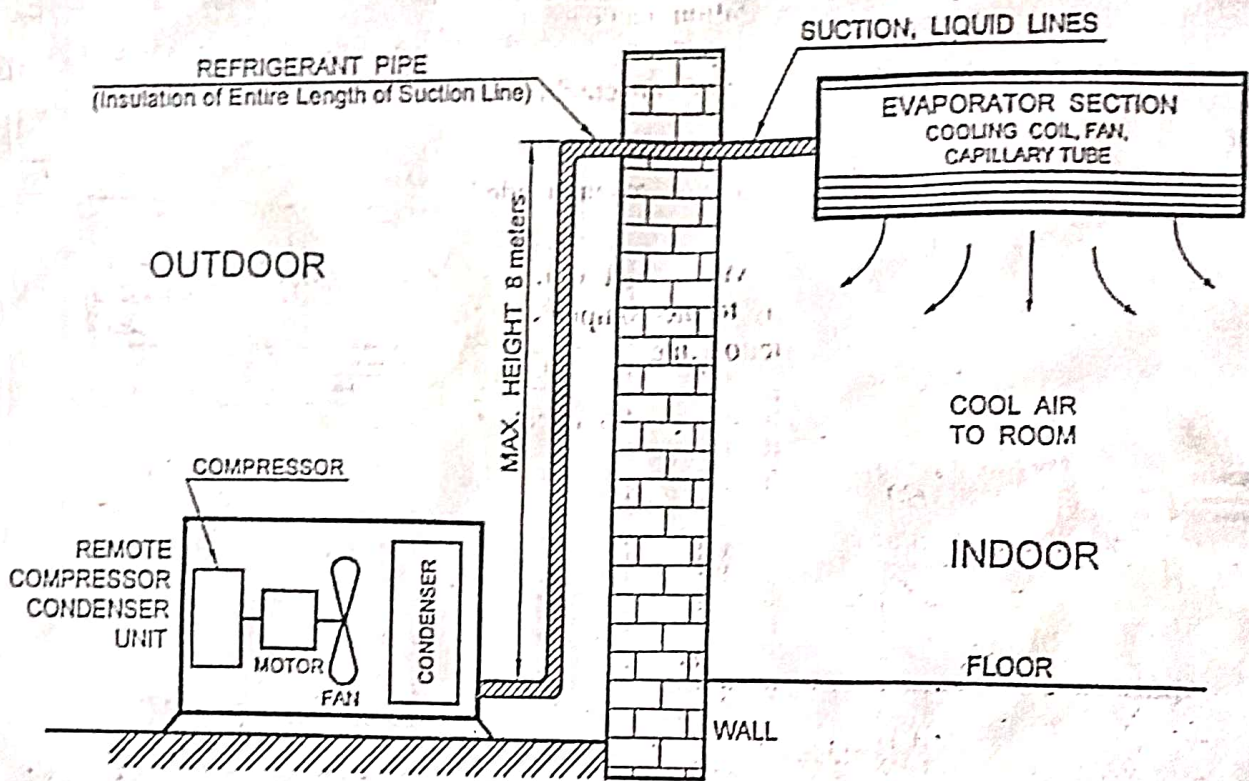 SUCTION, LIQUID LINES
REFRIGERANT PIPE
(Insulation of Entire Length of Suction Line)
EVAPORATOR SECTION
COOLING COIL, FAN,
CAPILLARY TUBE
MAX. HEIGHT 8 meters
OUTDOOR
COOL AIR
TO ROOM
COMPRESSOR
REMOTE
COMPRESSOR
CONDENSER
UNIT
MOTOR
FAN
CONDENSER
INDOOR
FLOOR
WALL